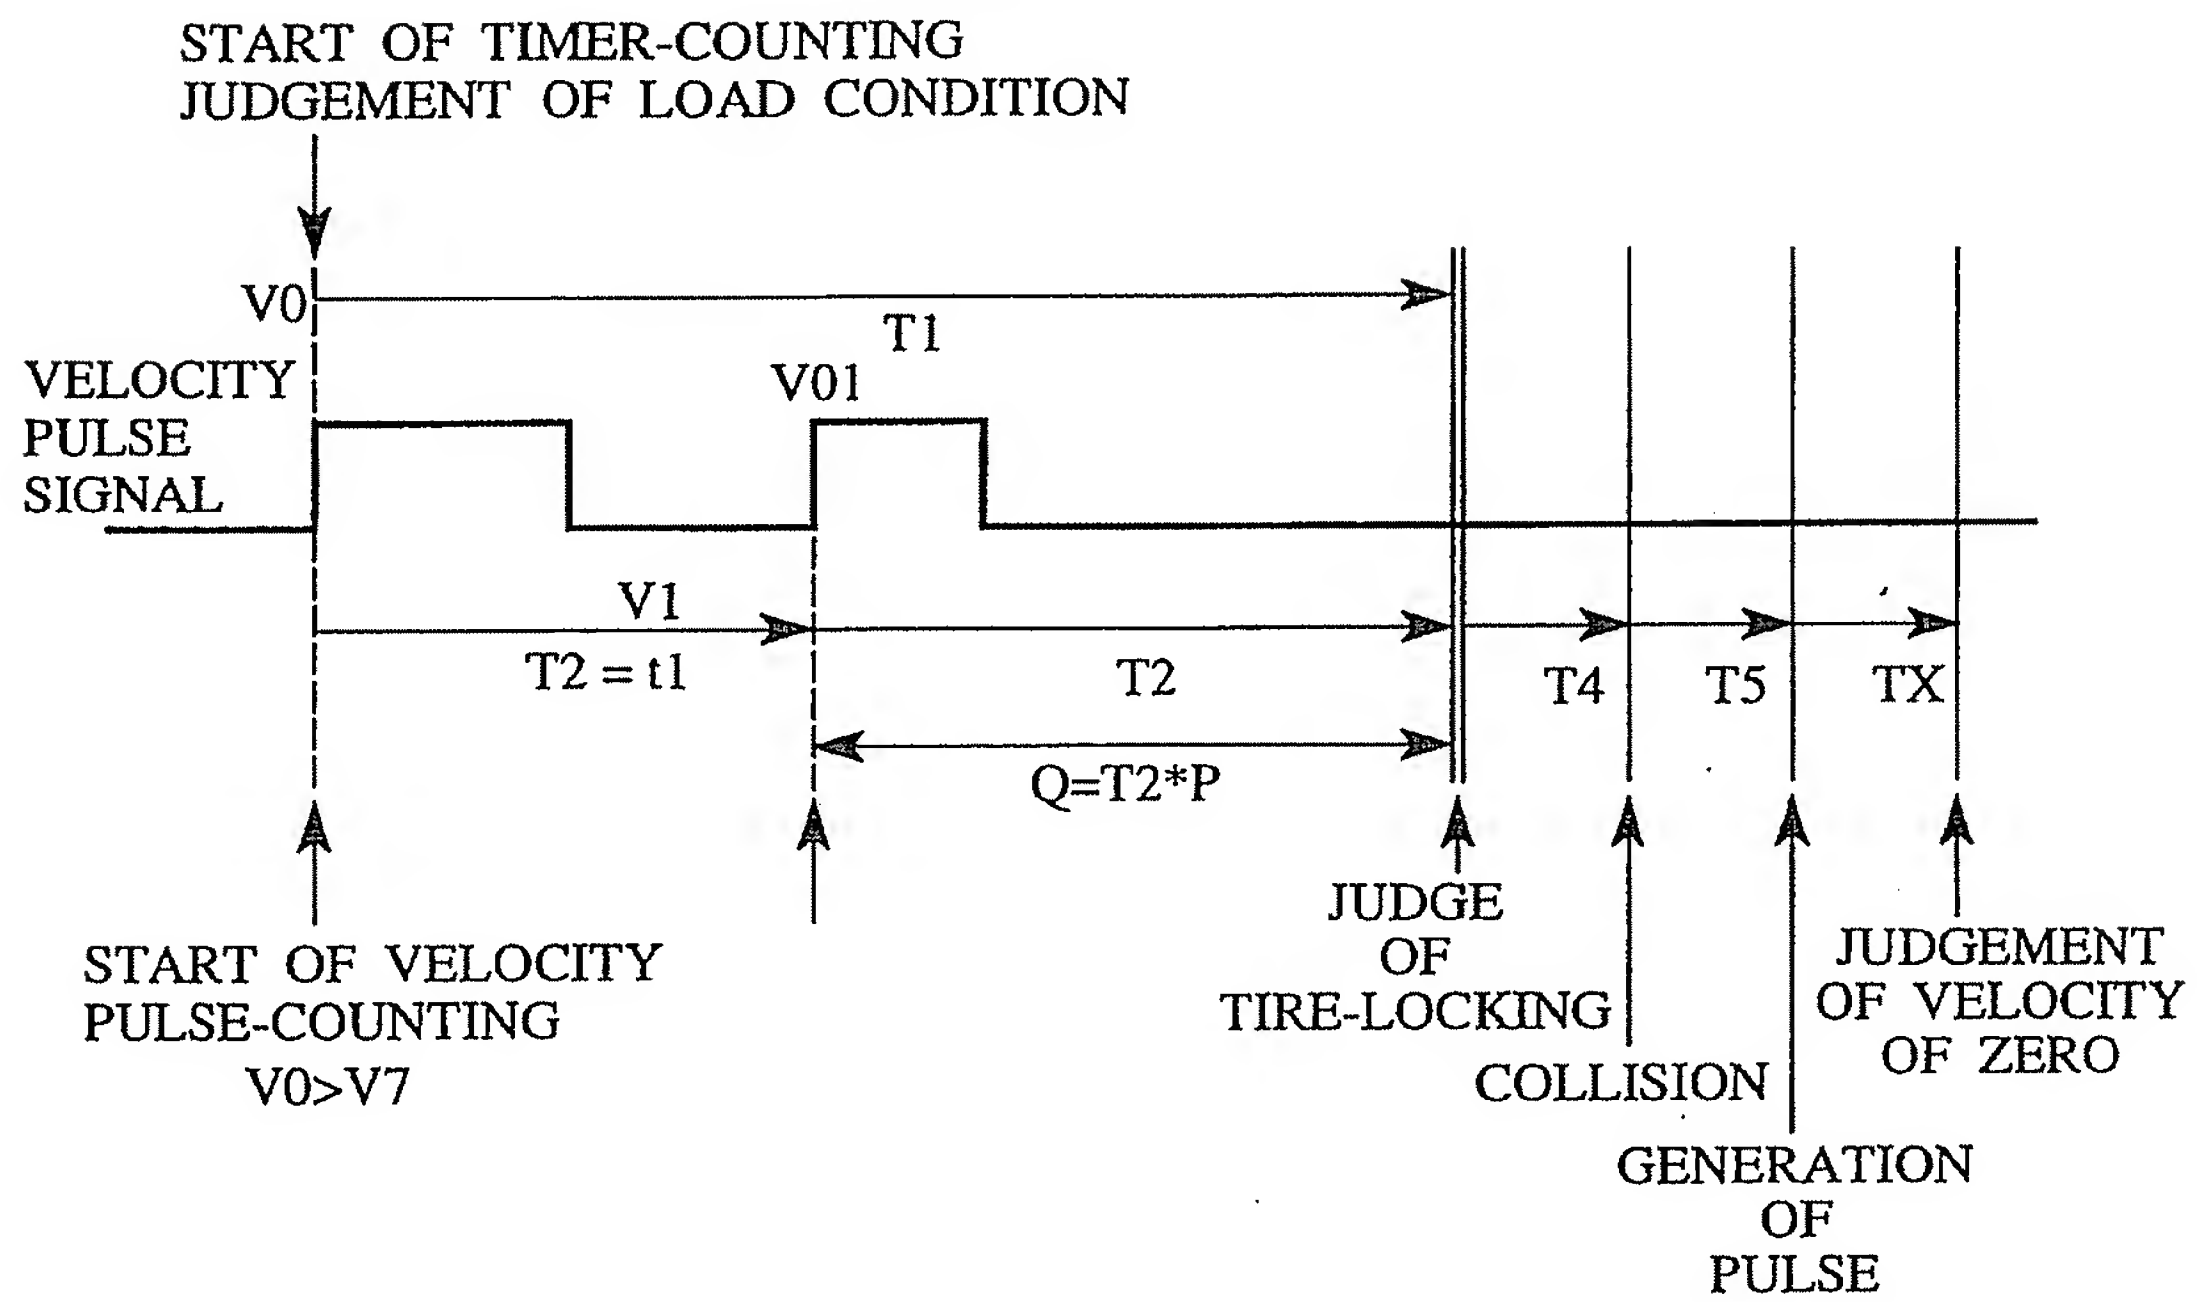 START OF TIMER-COUNTING
JUDGEMENT OF LOAD CONDITION
V0
T1
VELOCITY
PULSE
SIGNAL
V01
V1
T2 = t1
T2
T4
T5
TX
Q=T2*P
START OF VELOCITY
PULSE-COUNTING
V0>V7
JUDGE
OF
TIRE-LOCKING
COLLISION
GENERATION
OF
PULSE
JUDGEMENT
OF VELOCITY
OF ZERO